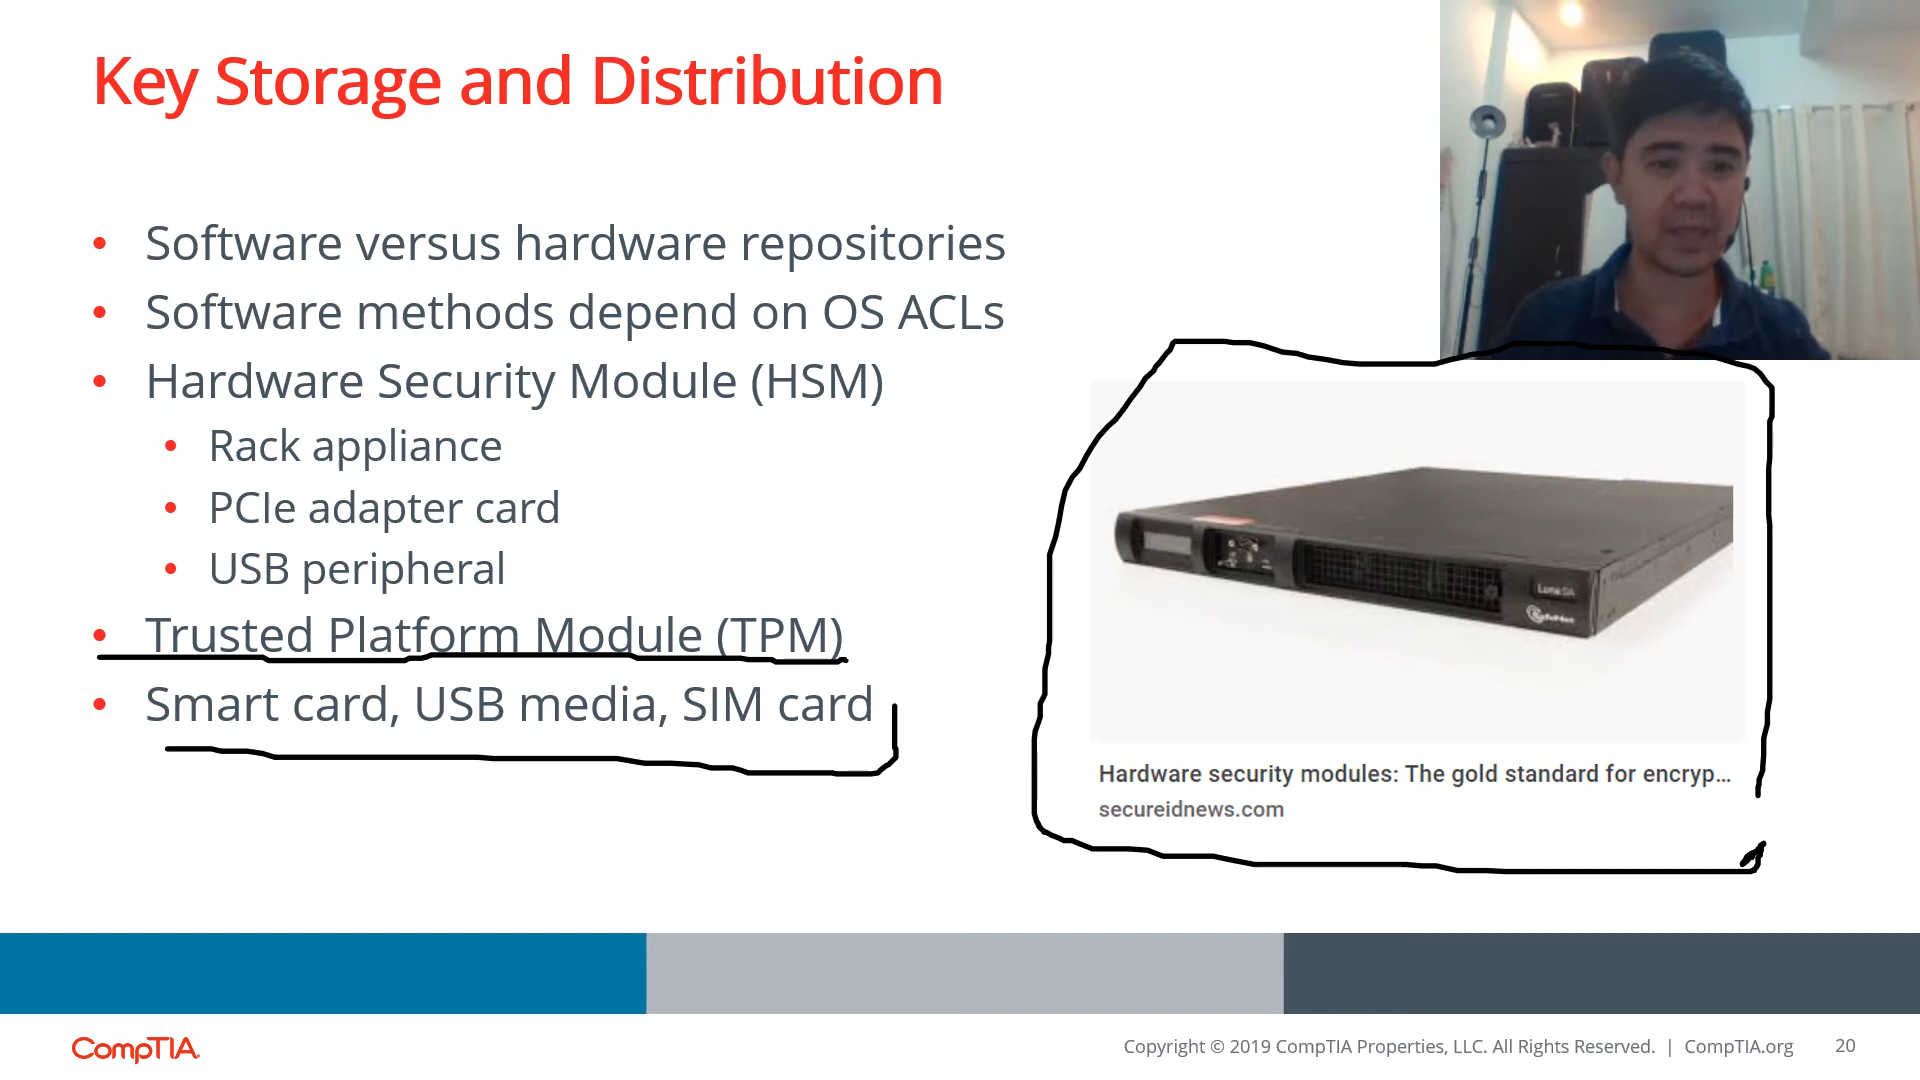 Key Storage and Distribution
• Software versus hardware repositories
• Software methods depend on OS ACLs
• Hardware Security Module (HSM)
• Rack appliance
• PCIe adapter card
• USB peripheral
• Trusted Platform Module (TPM)
• Smart card, USB media, SIM card
Luna SA
SafeNet
Hardware security modules: The gold standard for encryp...
secureidnews.com
CompTIA.
Copyright © 2019 CompTIA Properties, LLC. All Rights Reserved. | CompTIA.org 20